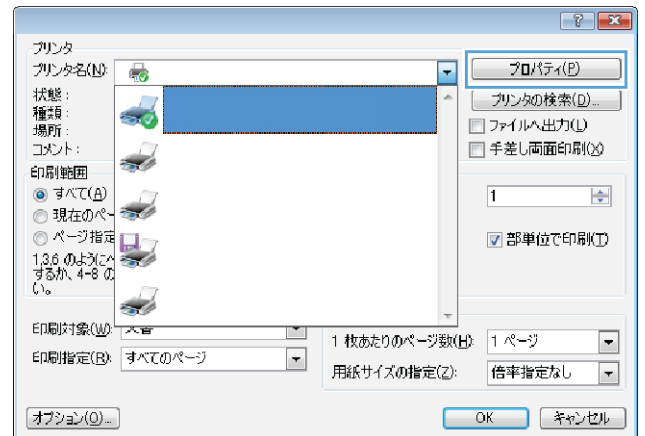 プリンタ
プリンタ名(N):
プロパティ(P)
状態 :
種類 :
場所 :
コメント :
プリンタの検索(D)...
ファイルへ出力(L)
手差し両面印刷(X)
印刷範囲
すべて(A)
現在のペー
ページ指定
1,3,6 のように
するか、4-8 の
い。
1
部単位で印刷(T)
印刷対象(W):
印刷指定(R): すべてのページ
1 枚あたりのページ数(H): 1 ページ
用紙サイズの指定(Z): 倍率指定なし
オプション(O)...
OK
キャンセル